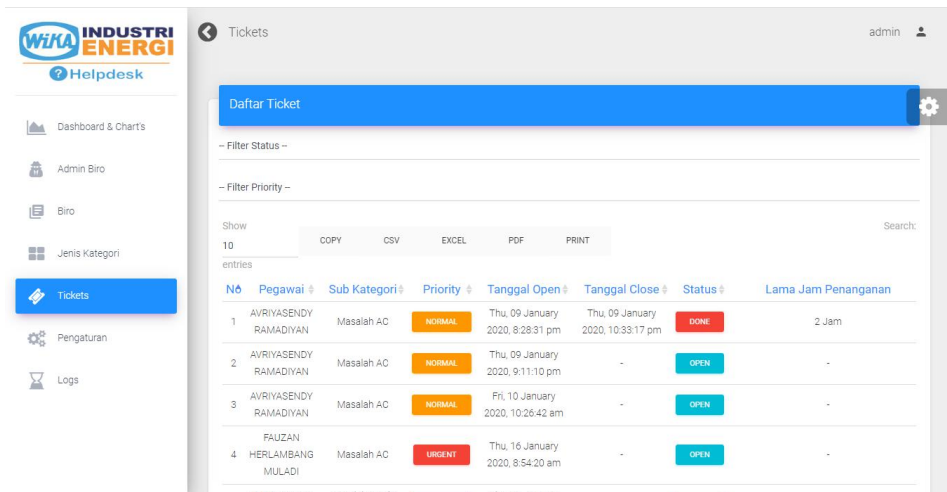 WIKA INDUSTRI
ENERGI
? Helpdesk
Tickets
admin
Dashboard & Chart's
Admin Biro
Biro
Jenis Kategori
Tickets
Pengaturan
Logs
Daftar Ticket
-- Filter Status --
-- Filter Priority --
Show
10
entries
COPY CSV EXCEL PDF PRINT
Search:
No Pegawai Sub Kategori Priority Tanggal Open Tanggal Close Status Lama Jam Penanganan
1 AVRIYASENDY RAMADIYAN Masalah AC NORMAL Thu, 09 January 2020, 8:28:31 pm Thu, 09 January 2020, 10:33:17 pm DONE 2 Jam
2 AVRIYASENDY RAMADIYAN Masalah AC NORMAL Thu, 09 January 2020, 9:11:10 pm - OPEN -
3 AVRIYASENDY RAMADIYAN Masalah AC NORMAL Fri, 10 January 2020, 10:26:42 am - OPEN -
4 FAUZAN HERLAMBANG MULADI Masalah AC URGENT Thu, 16 January 2020, 8:54:20 am - OPEN -